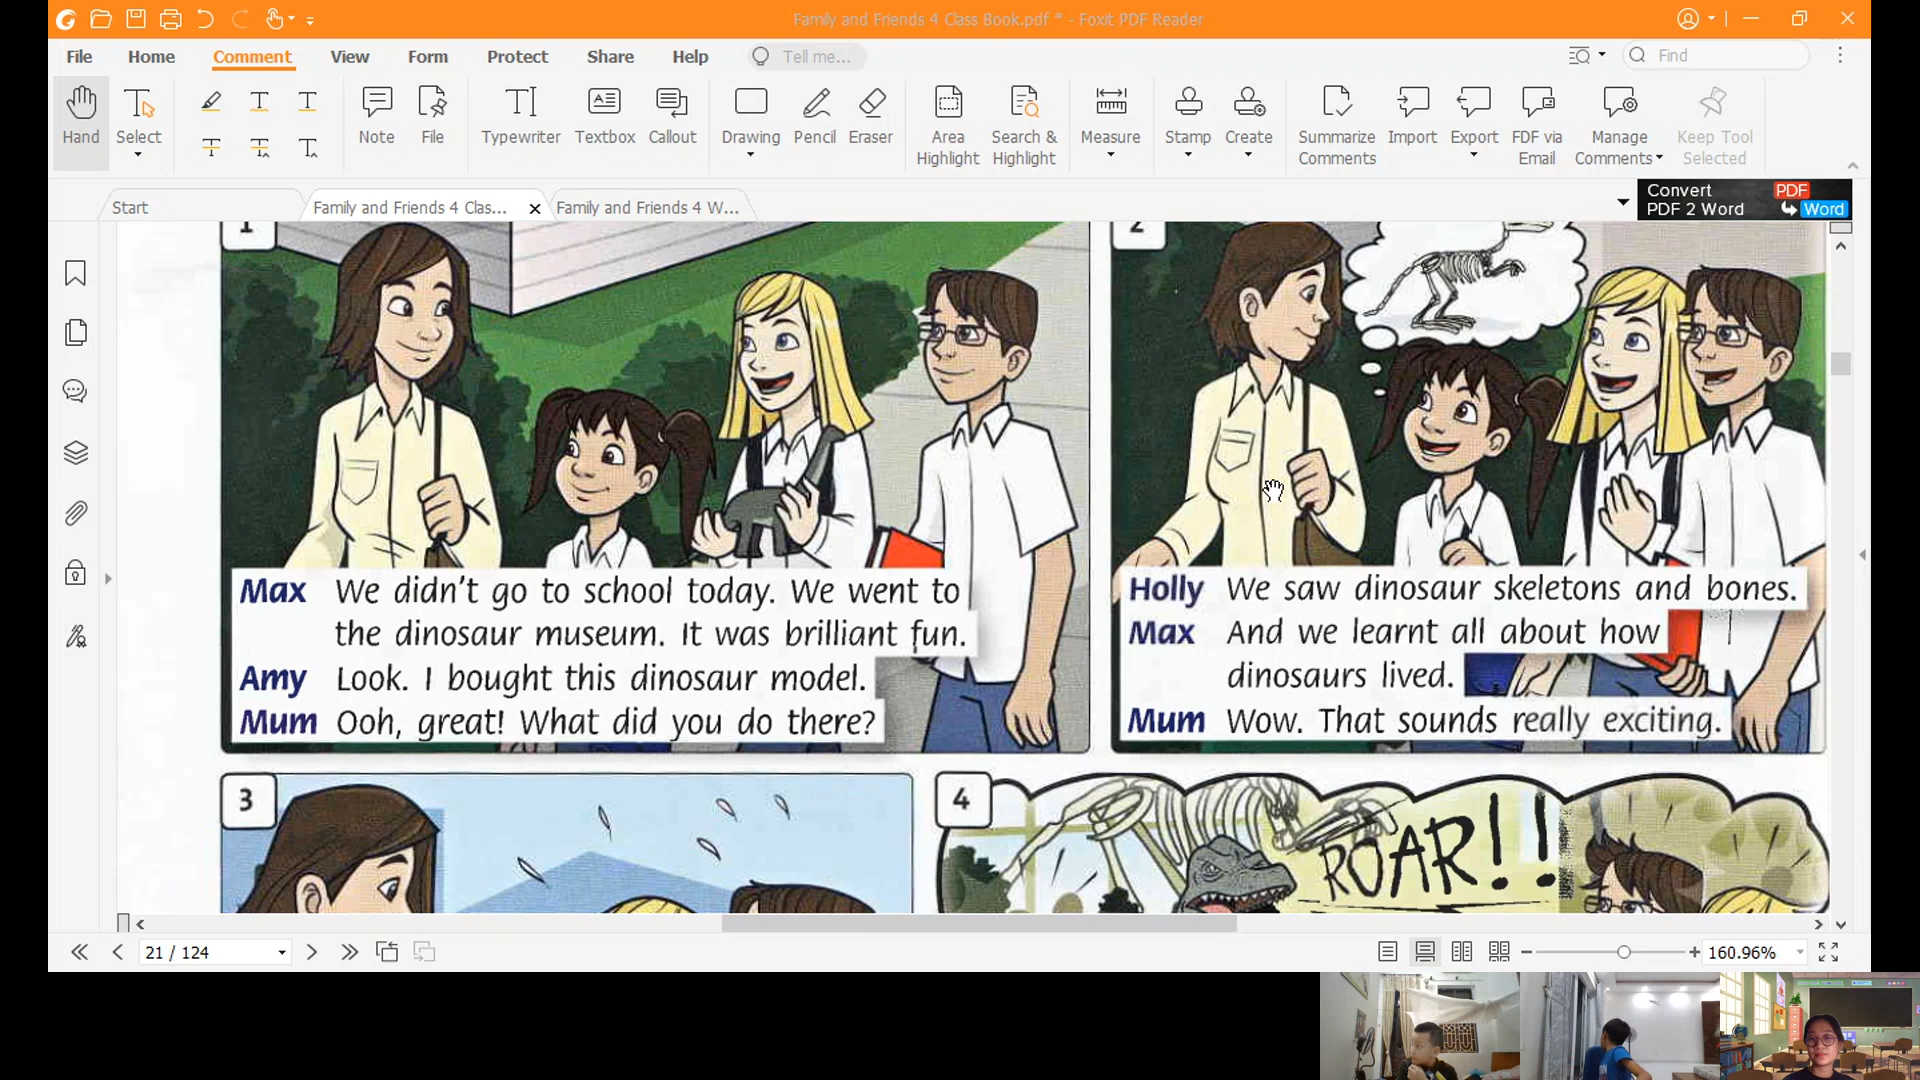 Family and Friends 4 Class Book.pdf * - Foxit PDF Reader
File Home Comment View Form Protect Share Help Tell me... Find
Hand Select Note File Typewriter Textbox Callout Drawing Pencil Eraser Area Highlight Search & Highlight Measure Stamp Create Summarize Comments Import Export FDF via Email Manage Comments Keep Tool Selected
Start Family and Friends 4 Clas... Family and Friends 4 W...
Convert PDF
PDF 2 Word Word
1
Max We didn't go to school today. We went to
the dinosaur museum. It was brilliant fun.
Amy Look. I bought this dinosaur model.
Mum Ooh, great! What did you do there?
2
Holly We saw dinosaur skeletons and bones.
Max And we learnt all about how
dinosaurs lived.
Mum Wow. That sounds really exciting.
3
4
ROAR!!
21 / 124
160.96%